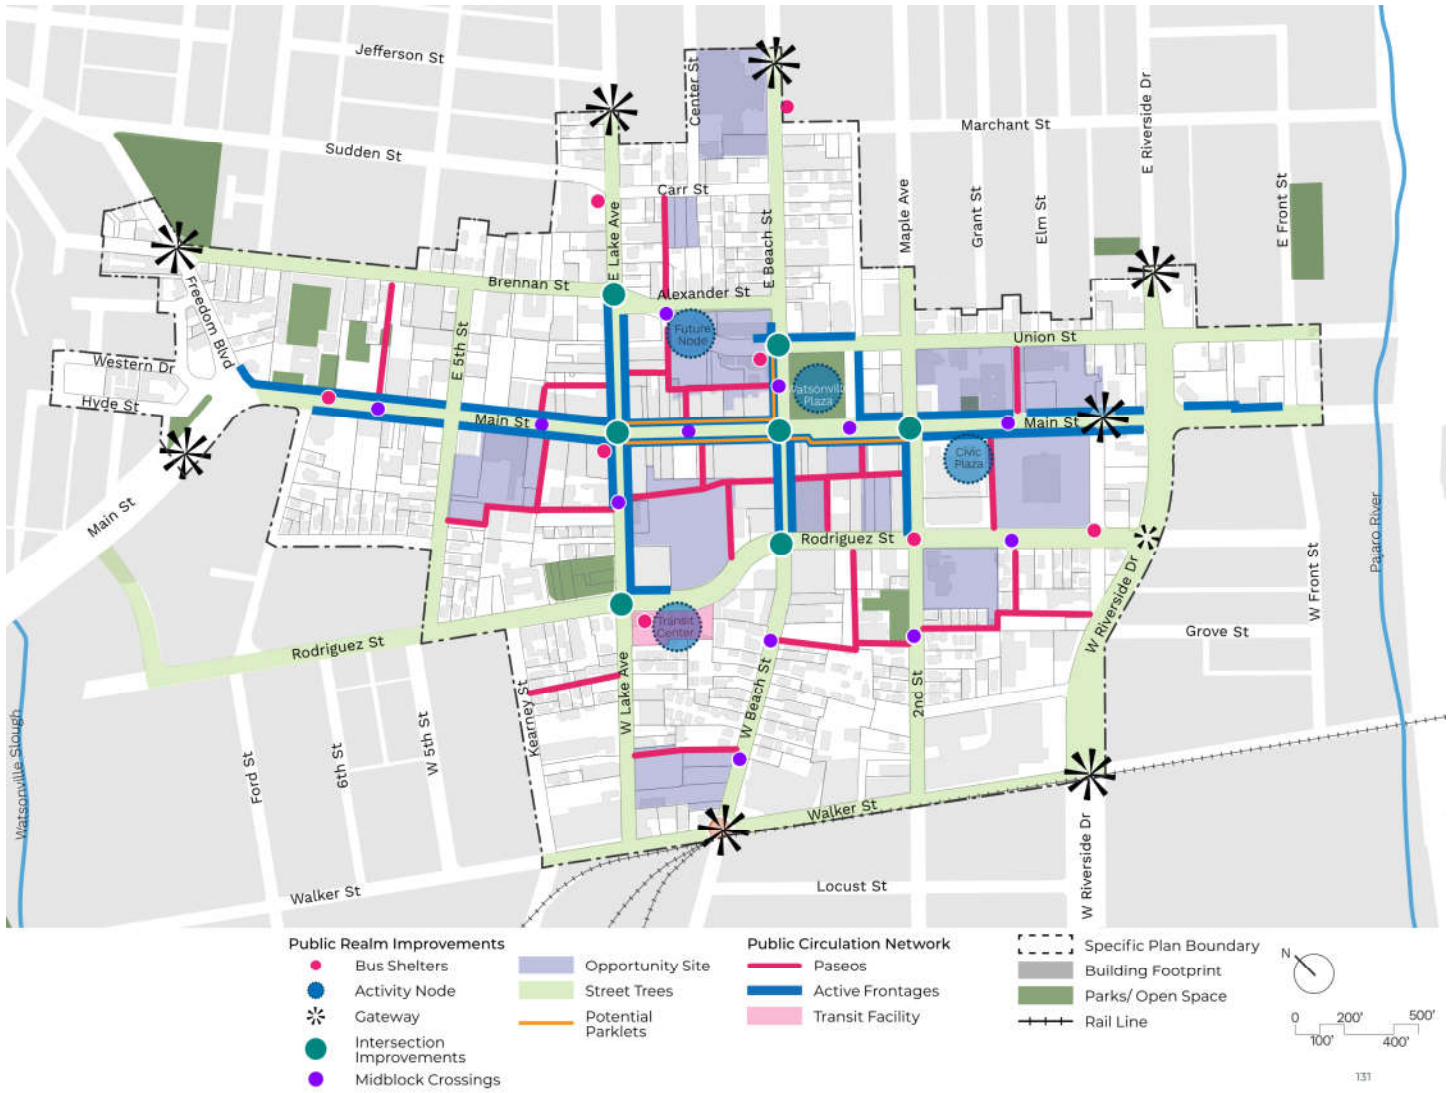 Jefferson St
Center St
Marchant St
E Riverside Dr
Sudden St
Carr St
E Lake Ave
E Beach St
Maple Ave
Grant St
Elm St
E Front St
Brennan St
Alexander St
Freedom Blvd
Future
Node
Union St
E 5th St
Western Dr
Hyde St
Watsonville
Plaza
Main St
Main St
Civic
Plaza
Main St
Pajaro River
Rodriguez St
W Front St
W Riverside Dr
Transit
Center
Grove St
Rodriguez St
W Lake Ave
W Beach St
2nd St
Kearney St
Watsonville Slough
Ford St
6th St
W 5th St
Walker St
W Riverside Dr
Walker St
Locust St
Public Realm Improvements
Bus Shelters
Activity Node
Gateway
Intersection
Improvements
Midblock Crossings
Opportunity Site
Street Trees
Potential
Parklets
Public Circulation Network
Paseos
Active Frontages
Transit Facility
Specific Plan Boundary
Building Footprint
Parks/ Open Space
Rail Line
N
0 200' 500'
100' 400'
131